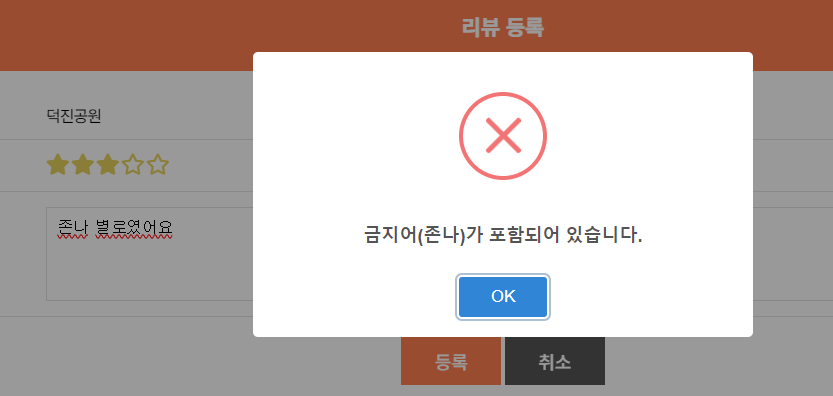 리뷰 등록
덕진공원
존나 별로였어요
금지어(존나)가 포함되어 있습니다.
OK
등록 취소